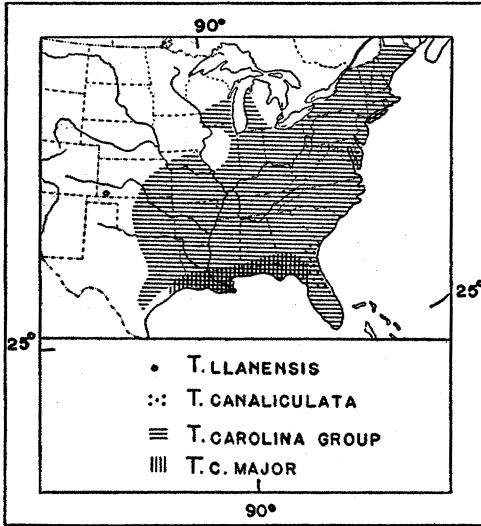 90°
25°
25°
T. LLANENSIS
T. CANALICULATA
T. CAROLINA GROUP
T. C. MAJOR
90°